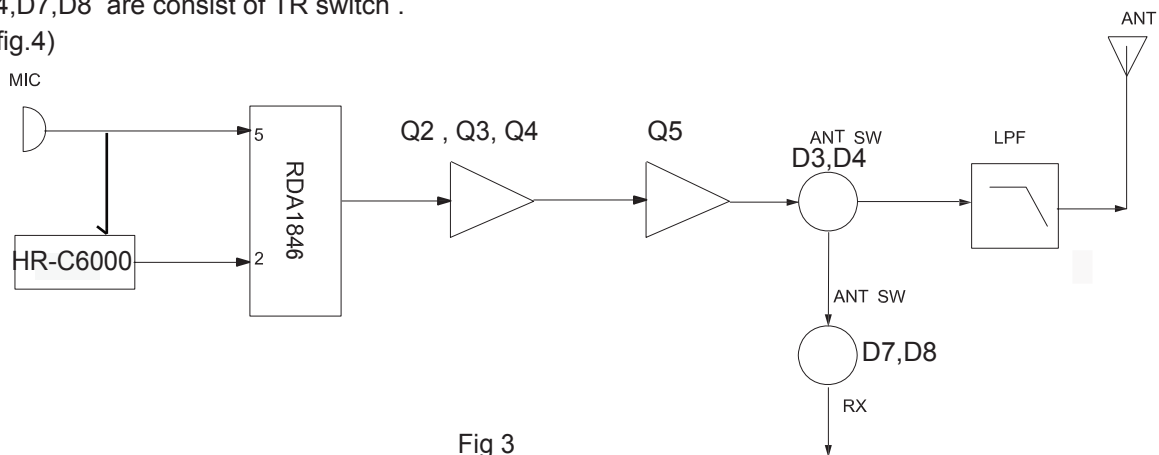 4,D7,D8 are consist of TR switch .
fig.4)
ANT
MIC
Q2 , Q3, Q4
Q5
ANT SW
D3,D4
LPF
5
RDA1846
HR-C6000
2
ANT SW
D7,D8
RX
Fig 3